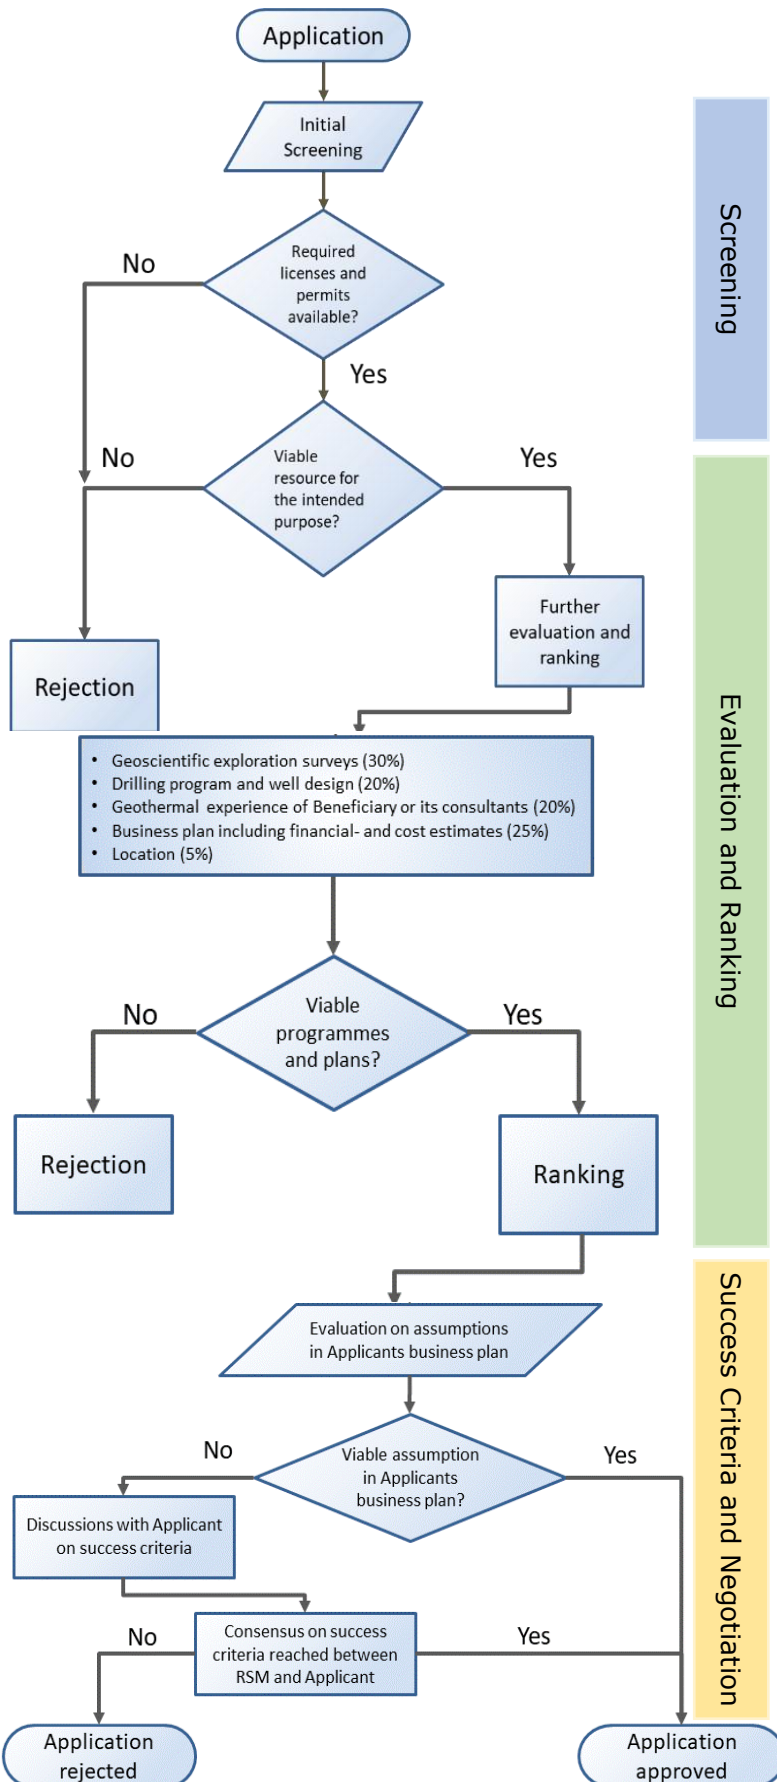 Application
Initial
Screening
Screening
Required
licenses and
permits
available?
No
Yes
Viable
resource for
the intended
purpose?
No
Yes
Evaluation and Ranking
Further
evaluation and
ranking
Rejection
• Geoscientific exploration surveys (30%)
• Drilling program and well design (20%)
• Geothermal experience of Beneficiary or its consultants (20%)
• Business plan including financial- and cost estimates (25%)
• Location (5%)
Viable
programmes
and plans?
No
Yes
Rejection
Ranking
Success Criteria and Negotiation
Evaluation on assumptions
in Applicants business plan
Viable assumption
in Applicants
business plan?
No
Yes
Discussions with Applicant
on success criteria
Consensus on success
criteria reached between
RSM and Applicant
No
Yes
Application
rejected
Application
approved